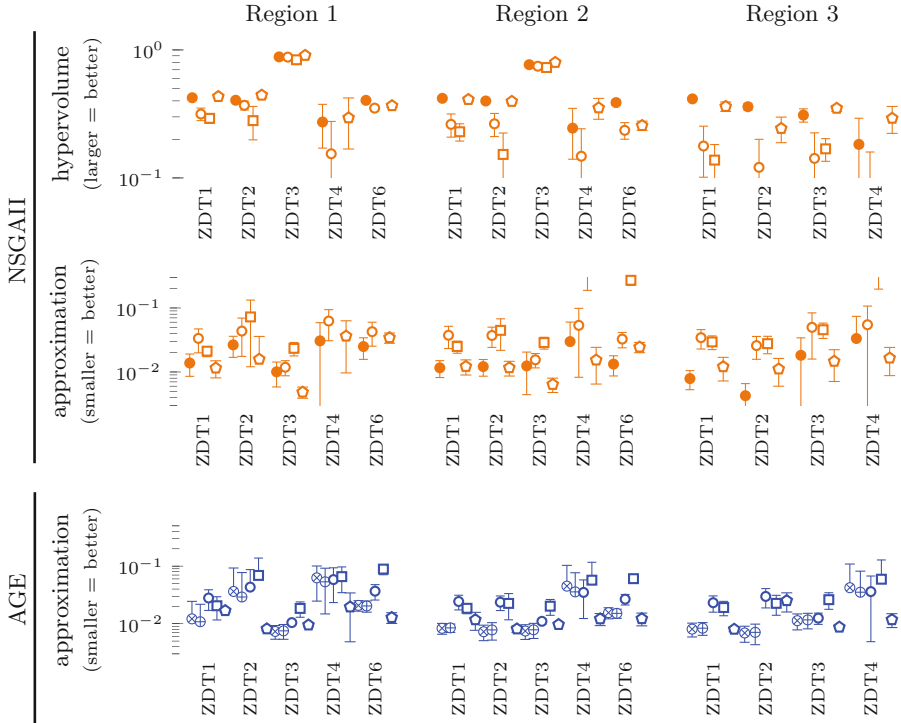 Region 1 Region 2 Region 3
NSGAII
hypervolume
(larger = better)
10⁰
10⁻¹
ZDT1 ZDT2 ZDT3 ZDT4 ZDT6
ZDT1 ZDT2 ZDT3 ZDT4 ZDT6
ZDT1 ZDT2 ZDT3 ZDT4
approximation
(smaller = better)
10⁻¹
10⁻²
ZDT1 ZDT2 ZDT3 ZDT4 ZDT6
ZDT1 ZDT2 ZDT3 ZDT4 ZDT6
ZDT1 ZDT2 ZDT3 ZDT4
AGE
approximation
(smaller = better)
10⁻¹
10⁻²
ZDT1 ZDT2 ZDT3 ZDT4 ZDT6
ZDT1 ZDT2 ZDT3 ZDT4 ZDT6
ZDT1 ZDT2 ZDT3 ZDT4